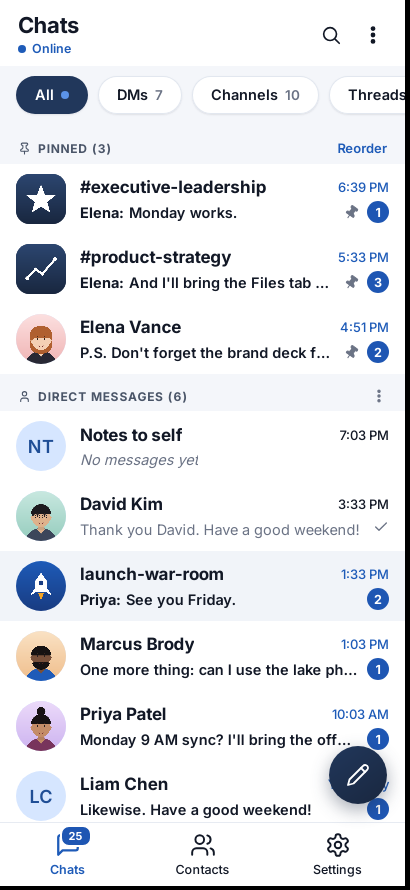 Chats
Online
All
DMs 7
Channels 10
Threads
PINNED (3)
Reorder
#executive-leadership 6:39 PM
Elena: Monday works. 1
#product-strategy 5:33 PM
Elena: And I'll bring the Files tab ... 3
Elena Vance 4:51 PM
P.S. Don't forget the brand deck f... 2
DIRECT MESSAGES (6)
NT
Notes to self 7:03 PM
No messages yet
David Kim 3:33 PM
Thank you David. Have a good weekend!
launch-war-room 1:33 PM
Priya: See you Friday. 2
Marcus Brody 1:03 PM
One more thing: can I use the lake ph... 1
Priya Patel 10:03 AM
Monday 9 AM sync? I'll bring the off... 1
LC
Liam Chen
Likewise. Have a good weekend! 1
25
Chats
Contacts
Settings